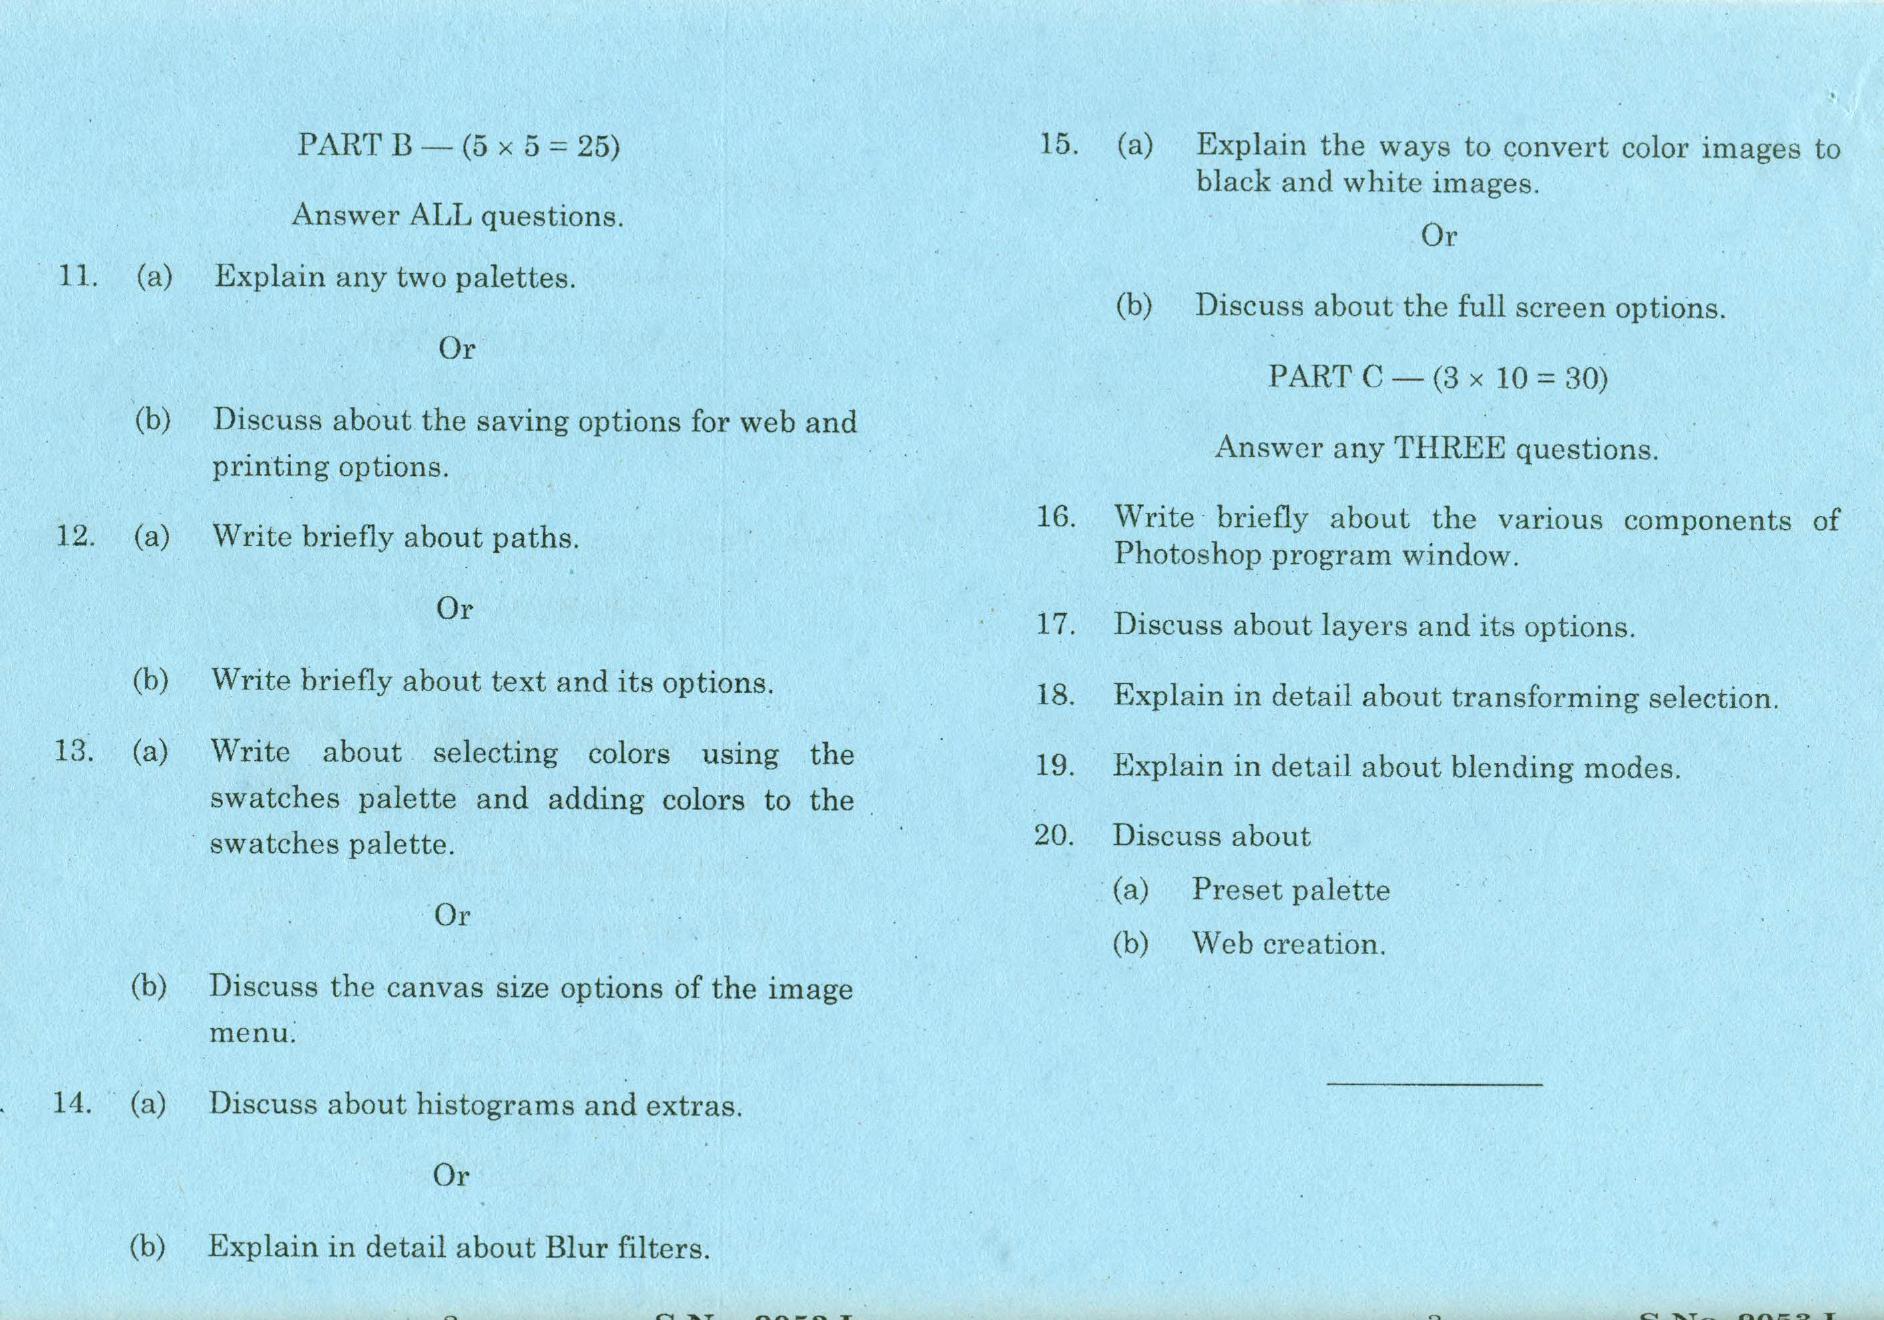 PART B — (5 × 5 = 25)
Answer ALL questions.
11. (a) Explain any two palettes.
Or
(b) Discuss about the saving options for web and
printing options.
12. (a) Write briefly about paths.
Or
(b) Write briefly about text and its options.
13. (a) Write about selecting colors using the
swatches palette and adding colors to the
swatches palette.
Or
(b) Discuss the canvas size options of the image
menu.
14. (a) Discuss about histograms and extras.
Or
(b) Explain in detail about Blur filters.
15. (a) Explain the ways to convert color images to
black and white images.
Or
(b) Discuss about the full screen options.
PART C — (3 × 10 = 30)
Answer any THREE questions.
16. Write briefly about the various components of
Photoshop program window.
17. Discuss about layers and its options.
18. Explain in detail about transforming selection.
19. Explain in detail about blending modes.
20. Discuss about
(a) Preset palette
(b) Web creation.